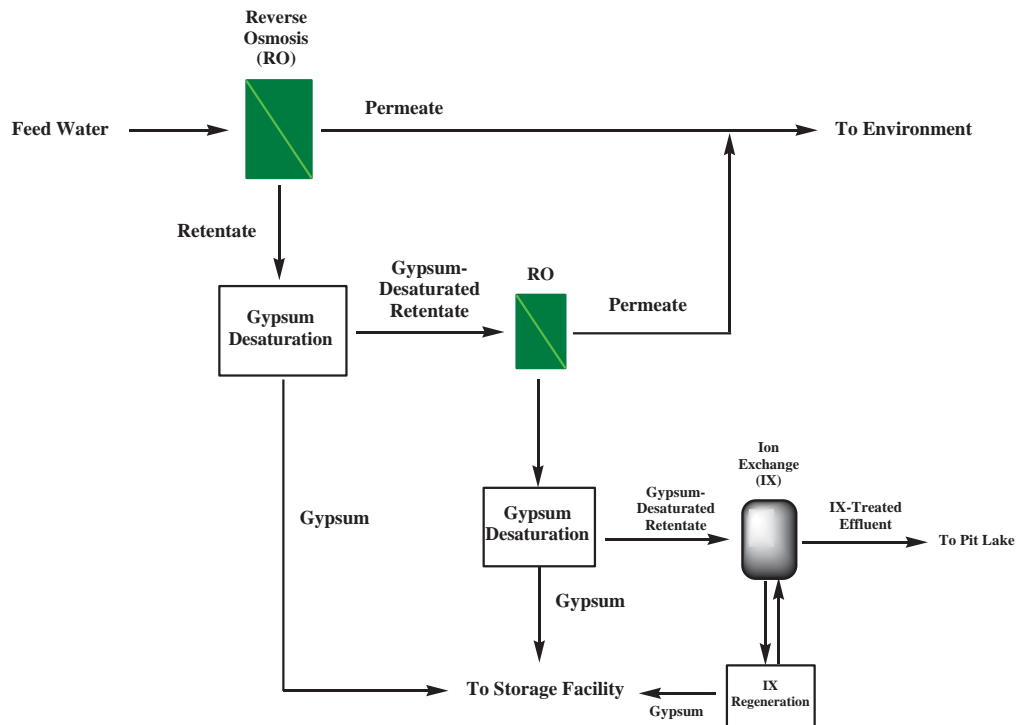 Reverse
Osmosis
(RO)
Feed Water
Permeate
To Environment
Retentate
Gypsum-
Desaturated
Retentate
RO
Permeate
Gypsum
Desaturation
Ion
Exchange
(IX)
Gypsum
Gypsum
Desaturation
Gypsum-
Desaturated
Retentate
IX-Treated
Effluent
To Pit Lake
Gypsum
To Storage Facility
Gypsum
IX
Regeneration